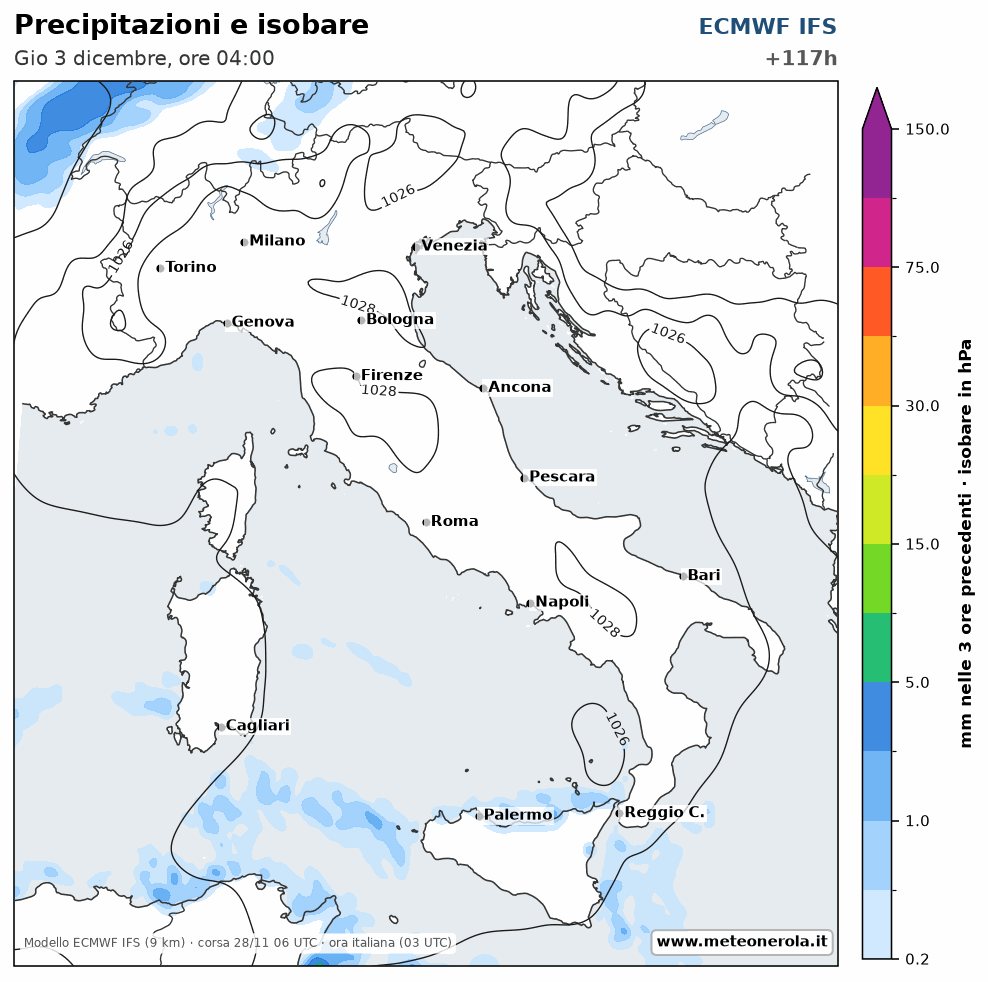 Precipitazioni e isobare
ECMWF IFS
Gio 3 dicembre, ore 04:00
+117h
1026
Venezia
Milano
1026
Torino
1028
Bologna
Genova
1026
Firenze
1028
Ancona
Pescara
Roma
Bari
Napoli
1028
Cagliari
1026
Palermo
Reggio C.
Modello ECMWF IFS (9 km) · corsa 28/11 06 UTC · ora italiana (03 UTC)
www.meteonerola.it
150.0
75.0
30.0
15.0
5.0
1.0
0.2
mm nelle 3 ore precedenti · isobare in hPa